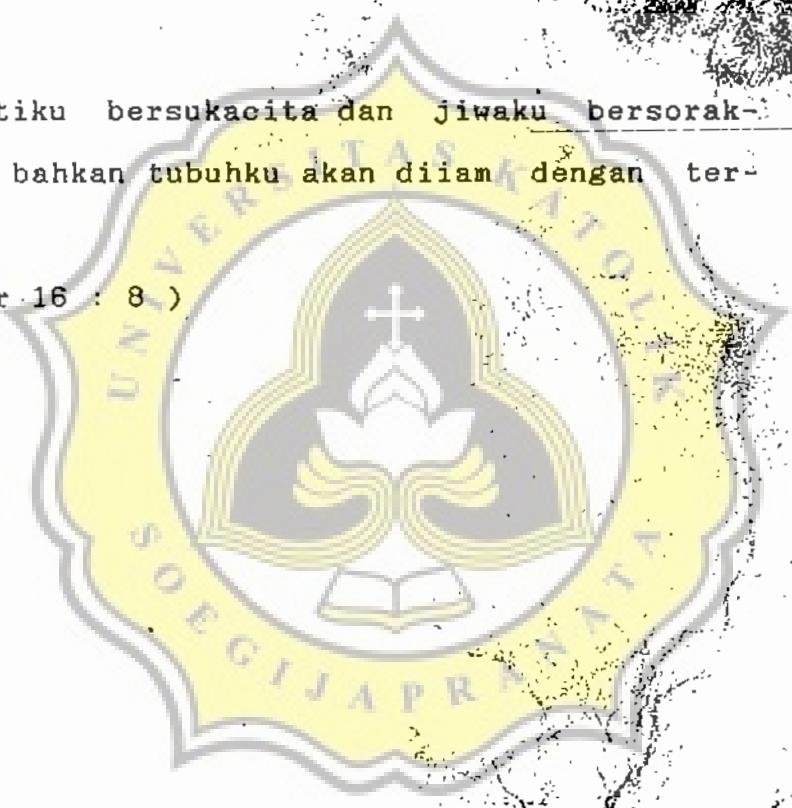 tiku bersukacita dan jiwaku bersorak-
bahkan tubuhku akan diiam dengan ter-
r 16 : 8 )
UNIVERSITAS KATOLIK
SOEGIJAPRANATA